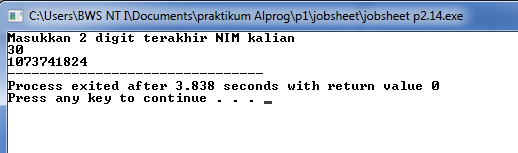 C:\Users\BWS NT I\Documents\praktikum Alprog\p1\jobsheet\jobsheet p2.14.exe
Masukkan 2 digit terakhir NIM kalian
30
1073741824
--------------------------------
Process exited after 3.838 seconds with return value 0
Press any key to continue . . . _